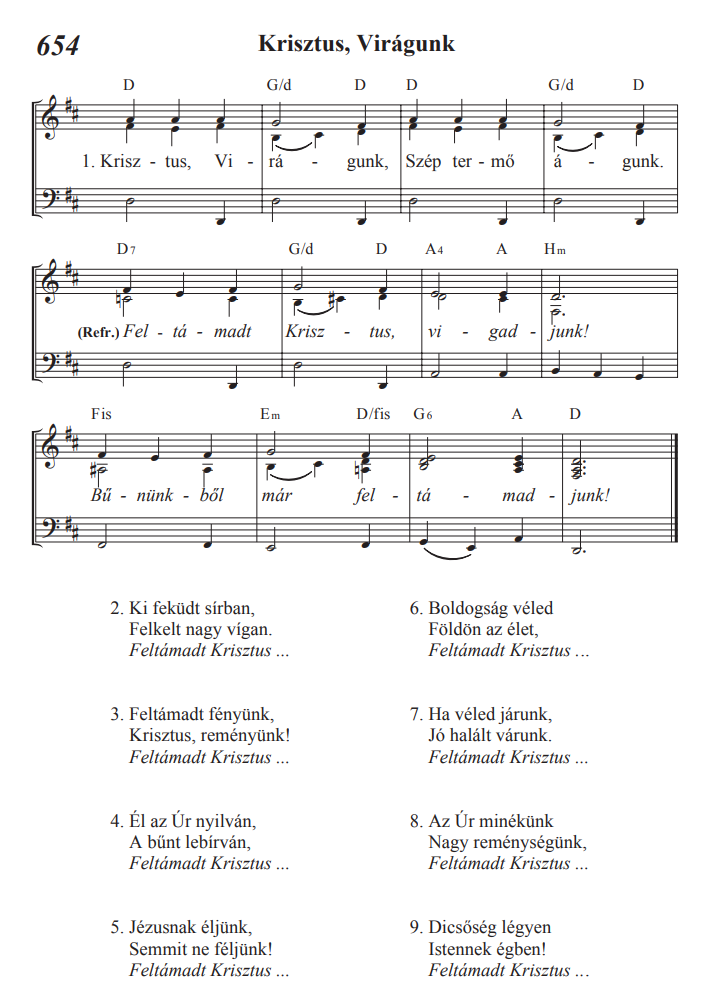 654
Krisztus, Virágunk
D G/d D D G/d D
1. Krisz - tus, Vi - rá - gunk, Szép ter - mő á - gunk.
D7 G/d D A4 A Hm
(Refr.) Fel - tá - madt Krisz - tus, vi - gad - junk!
Fis Em D/fis G6 A D
Bű - nünk - ből már fel - tá - mad - junk!
2. Ki feküdt sírban,
Felkelt nagy vígan.
Feltámadt Krisztus ...
3. Feltámadt fényünk,
Krisztus, reményünk!
Feltámadt Krisztus ...
4. Él az Úr nyilván,
A bűnt lebírván,
Feltámadt Krisztus ...
5. Jézusnak éljünk,
Semmit ne féljünk!
Feltámadt Krisztus ...
6. Boldogság véled
Földön az élet,
Feltámadt Krisztus ...
7. Ha véled járunk,
Jó halált várunk.
Feltámadt Krisztus ...
8. Az Úr minékünk
Nagy reménységünk,
Feltámadt Krisztus ...
9. Dicsőség légyen
Istennek égben!
Feltámadt Krisztus ...